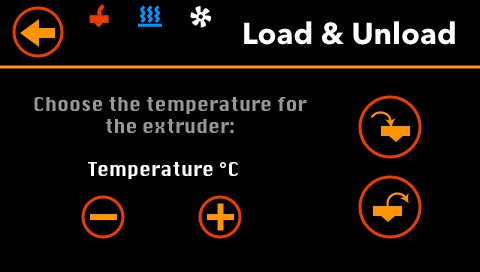 Load & Unload
Choose the temperature for
the extruder:
Temperature °C